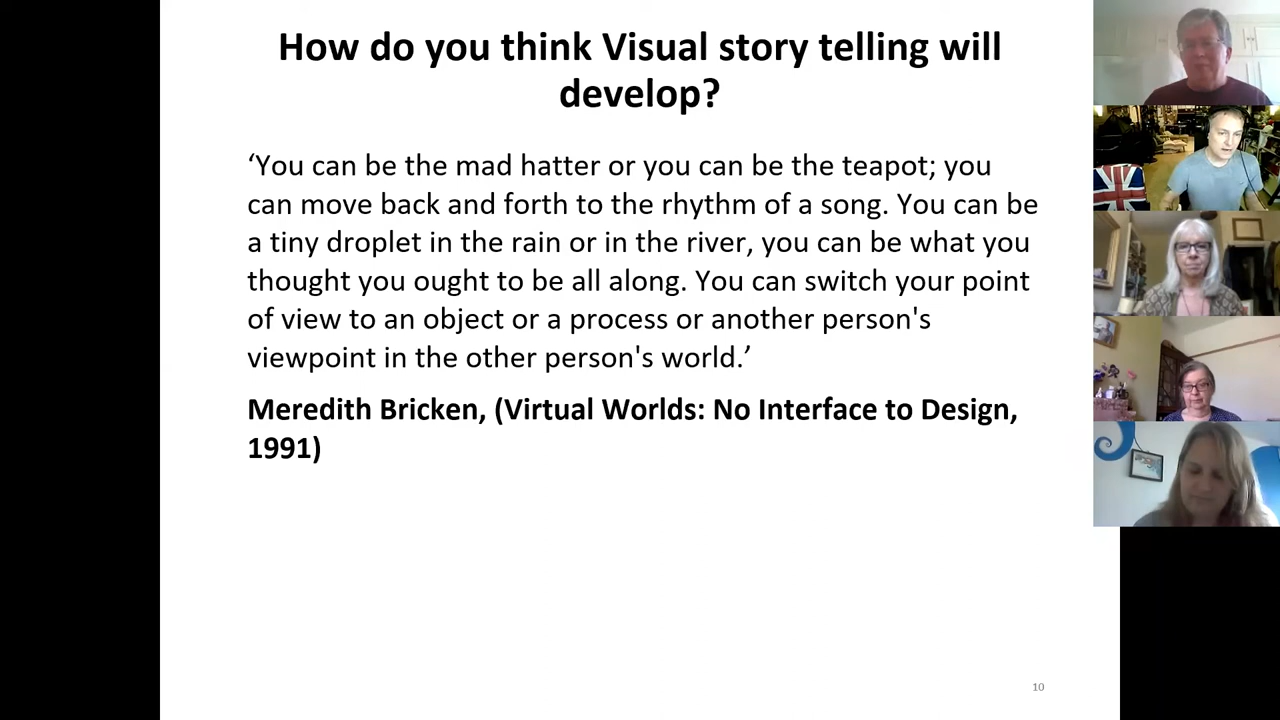 How do you think Visual story telling will
develop?
‘You can be the mad hatter or you can be the teapot; you
can move back and forth to the rhythm of a song. You can be
a tiny droplet in the rain or in the river, you can be what you
thought you ought to be all along. You can switch your point
of view to an object or a process or another person's
viewpoint in the other person's world.’
Meredith Bricken, (Virtual Worlds: No Interface to Design,
1991)
10